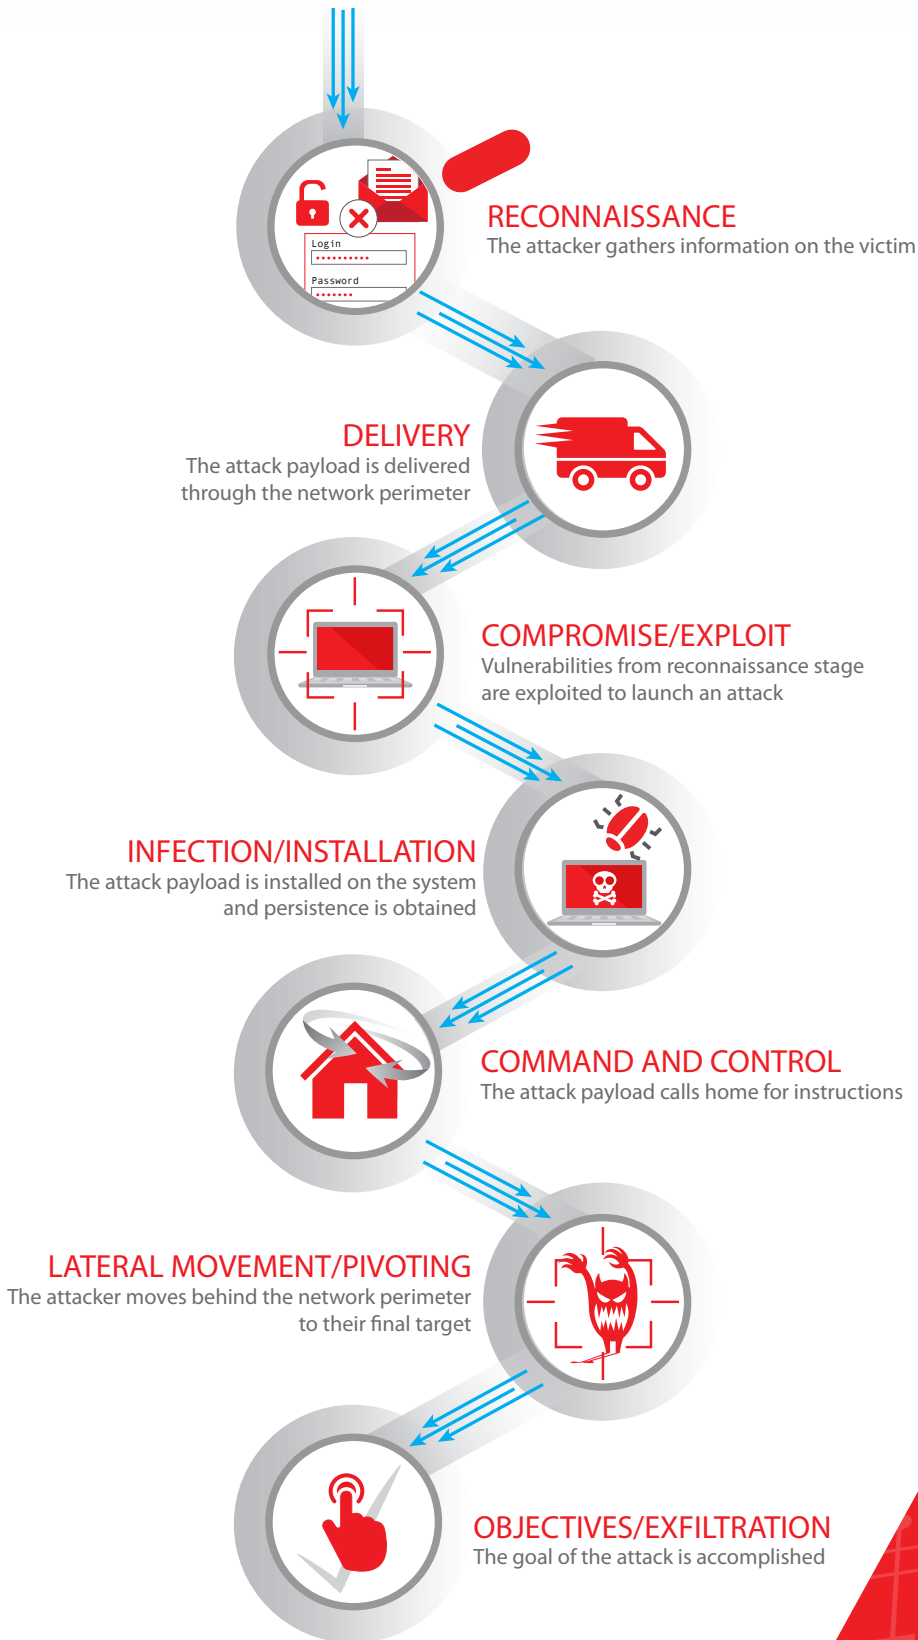 Login
Password
RECONNAISSANCE
The attacker gathers information on the victim
DELIVERY
The attack payload is delivered
through the network perimeter
COMPROMISE/EXPLOIT
Vulnerabilities from reconnaissance stage
are exploited to launch an attack
INFECTION/INSTALLATION
The attack payload is installed on the system
and persistence is obtained
COMMAND AND CONTROL
The attack payload calls home for instructions
LATERAL MOVEMENT/PIVOTING
The attacker moves behind the network perimeter
to their final target
OBJECTIVES/EXFILTRATION
The goal of the attack is accomplished